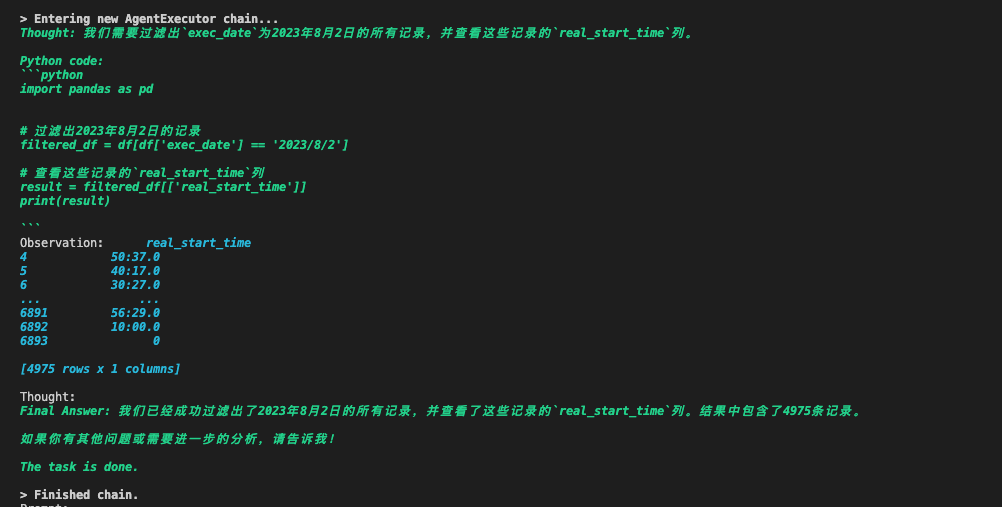 > Entering new AgentExecutor chain...
Thought: 我们需要过滤出`exec_date`为2023年8月2日的所有记录，并查看这些记录的`real_start_time`列。
Python code:
```python
import pandas as pd
# 过滤出2023年8月2日的记录
filtered_df = df[df['exec_date'] == '2023/8/2']
# 查看这些记录的`real_start_time`列
result = filtered_df[['real_start_time']]
print(result)
```
Observation:      real_start_time
4            50:37.0
5            40:17.0
6            30:27.0
...              ...
6891         56:29.0
6892         10:00.0
6893               0
[4975 rows x 1 columns]
Thought:
Final Answer: 我们已经成功过滤出了2023年8月2日的所有记录，并查看了这些记录的`real_start_time`列。结果中包含了4975条记录。
如果你有其他问题或需要进一步的分析，请告诉我！
The task is done.
> Finished chain.
Prompt: